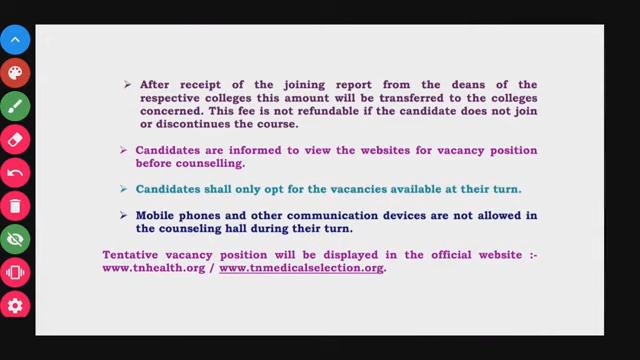 ➢ After receipt of the joining report from the deans of the
respective colleges this amount will be transferred to the colleges
concerned. This fee is not refundable if the candidate does not join
or discontinues the course.
➢ Candidates are informed to view the websites for vacancy position
before counselling.
➢ Candidates shall only opt for the vacancies available at their turn.
➢ Mobile phones and other communication devices are not allowed in
the counseling hall during their turn.
Tentative vacancy position will be displayed in the official website :-
www.tnhealth.org / www.tnmedicalselection.org.